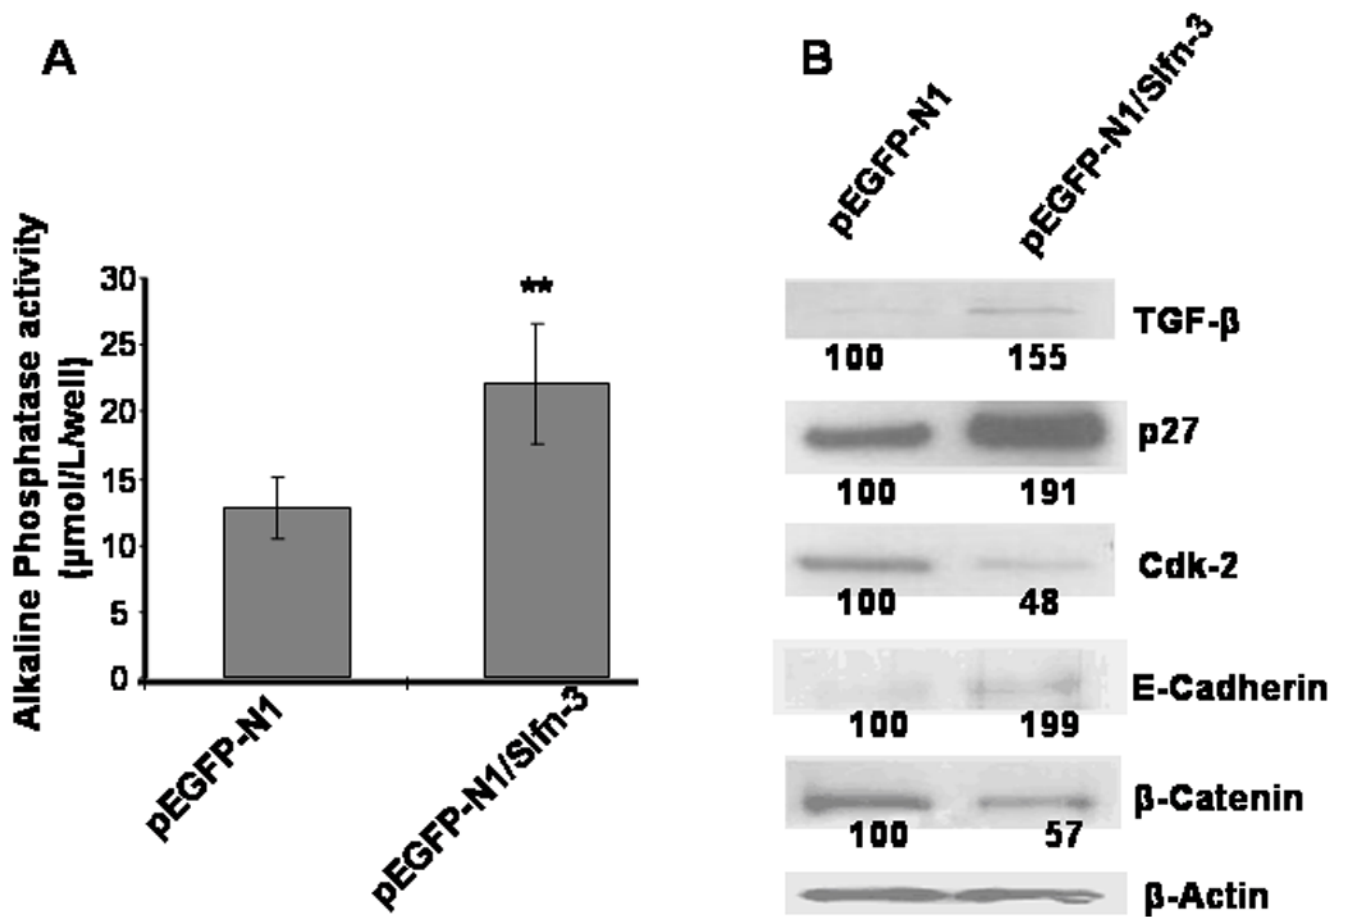 A
Alkaline Phosphatase activity
(µmol/L/well)
30
25
20
15
10
5
0
**
pEGFP-N1
pEGFP-N1/Slfn-3
B
pEGFP-N1
pEGFP-N1/Slfn-3
TGF-β
100 155
p27
100 191
Cdk-2
100 48
E-Cadherin
100 199
β-Catenin
100 57
β-Actin